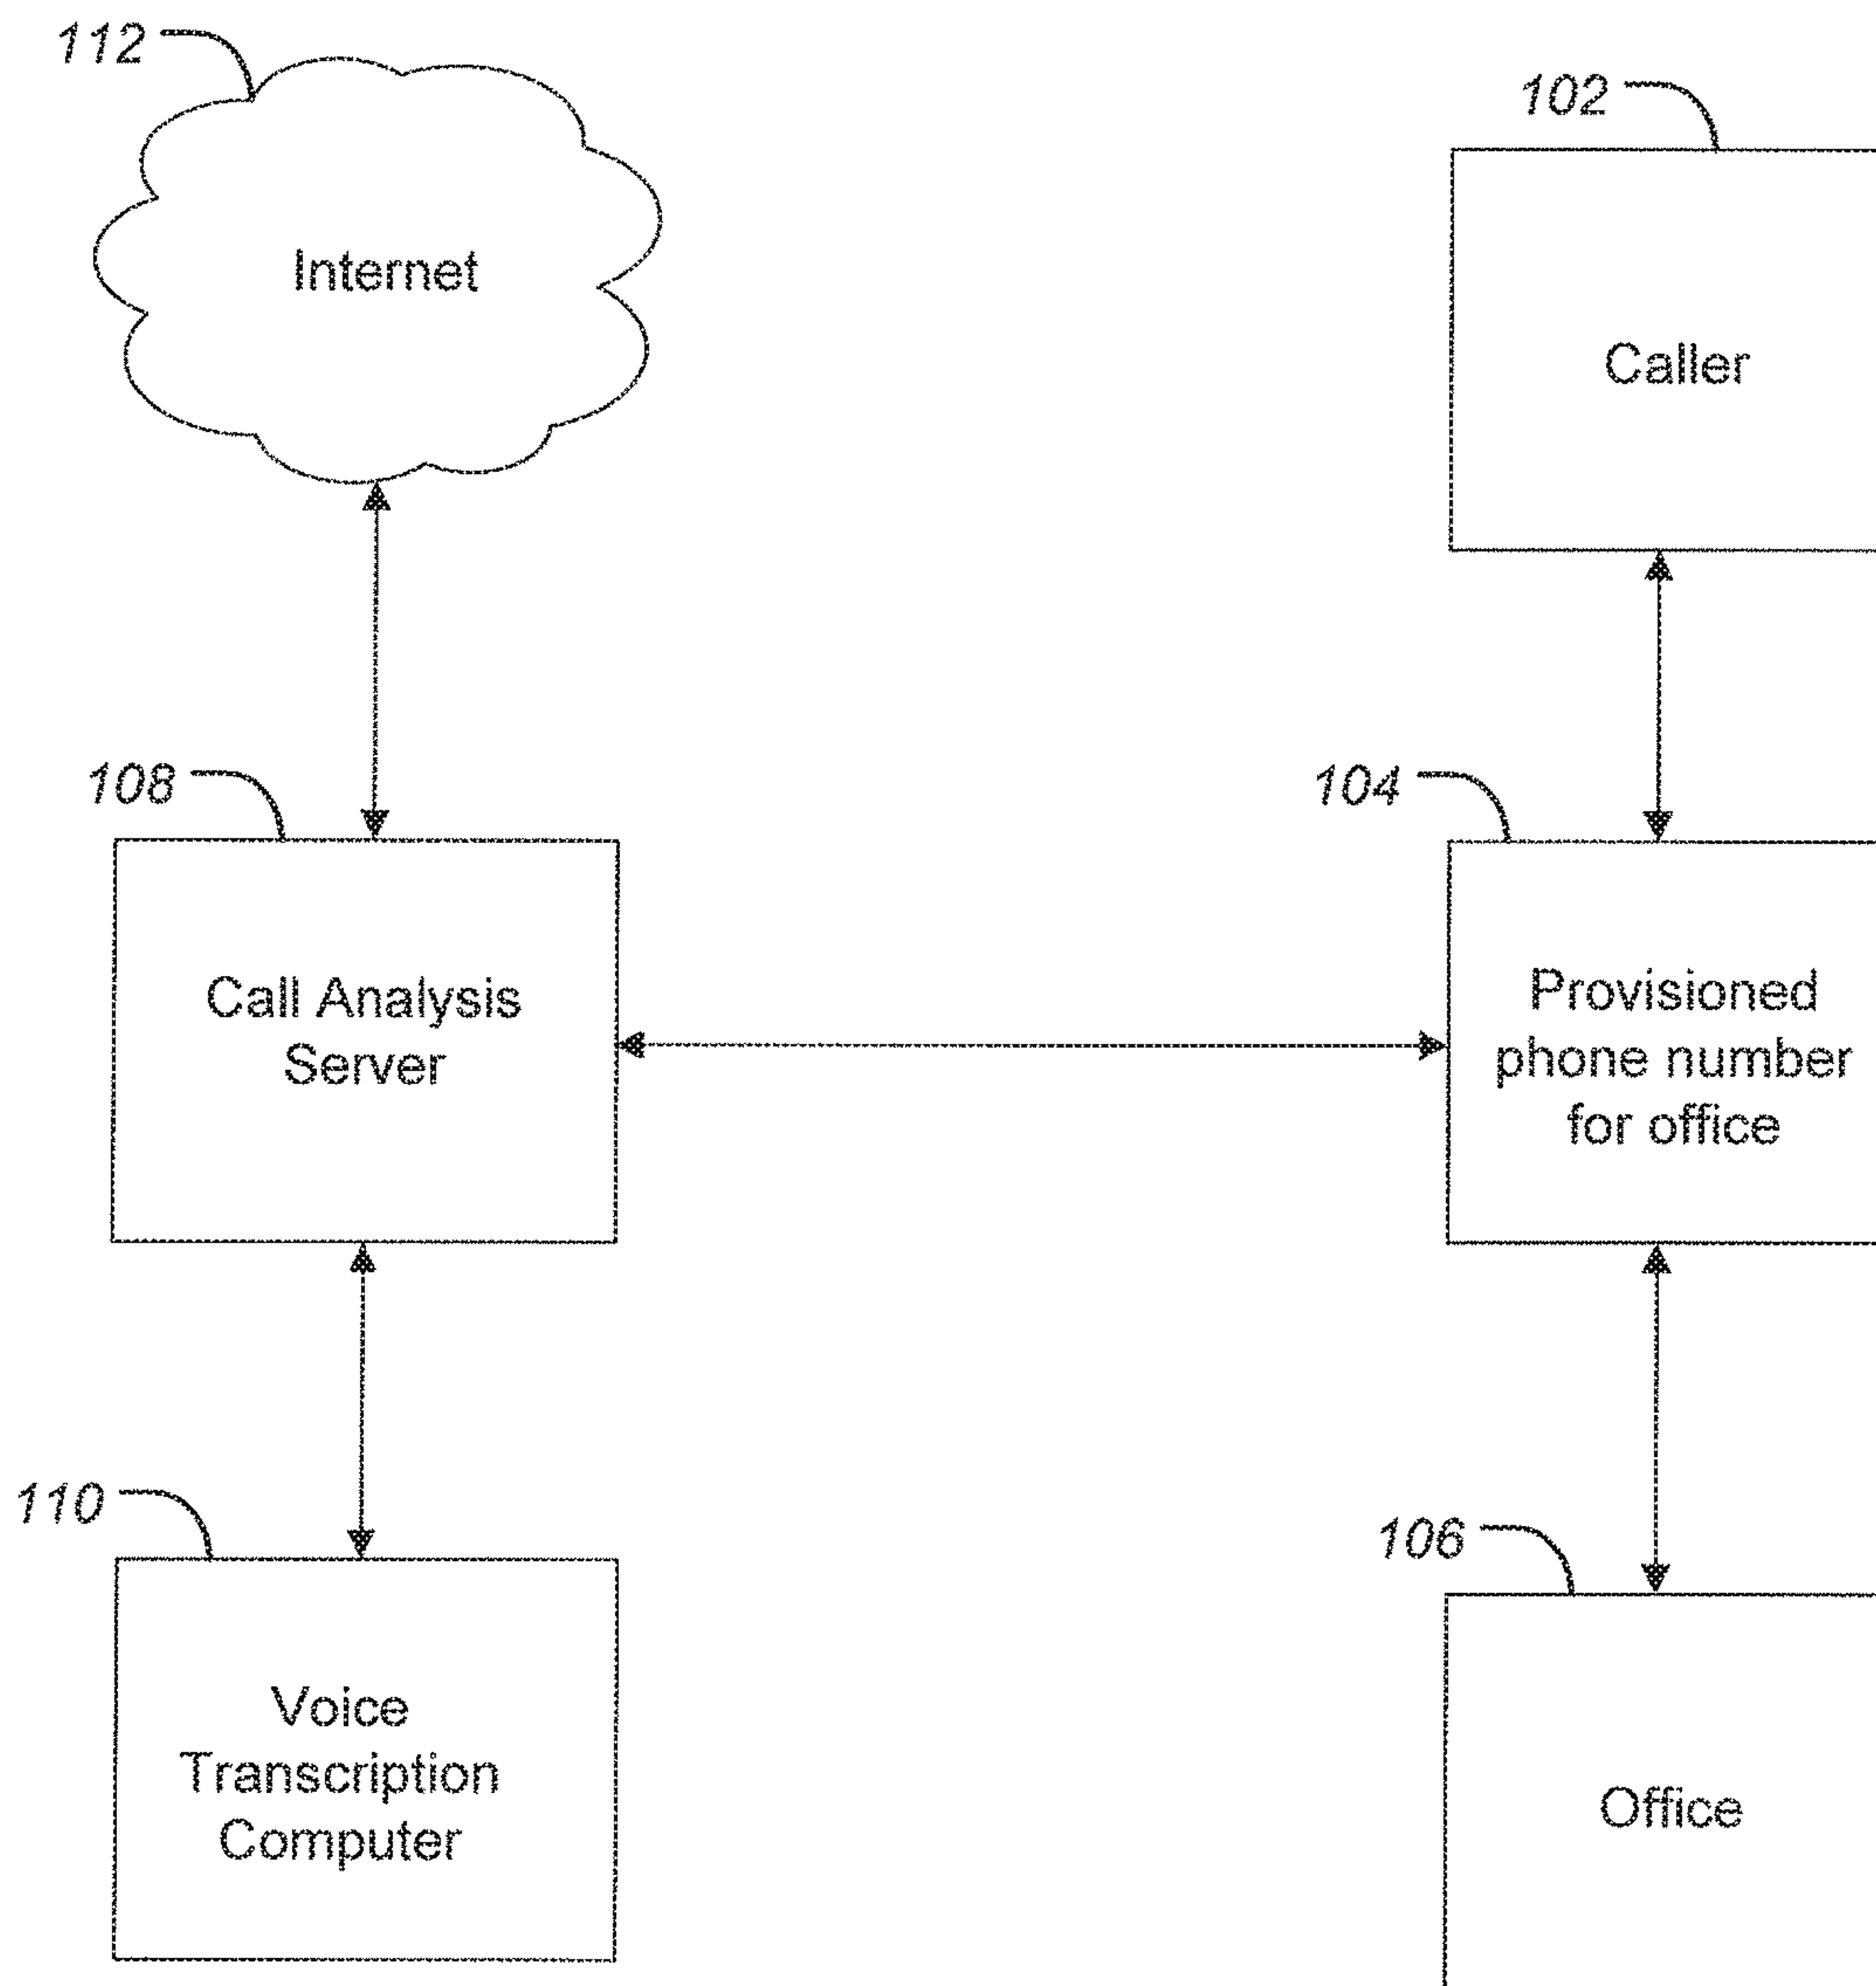 112
Internet
102
Caller
108
Call Analysis
Server
104
Provisioned
phone number
for office
110
Voice
Transcription
Computer
106
Office